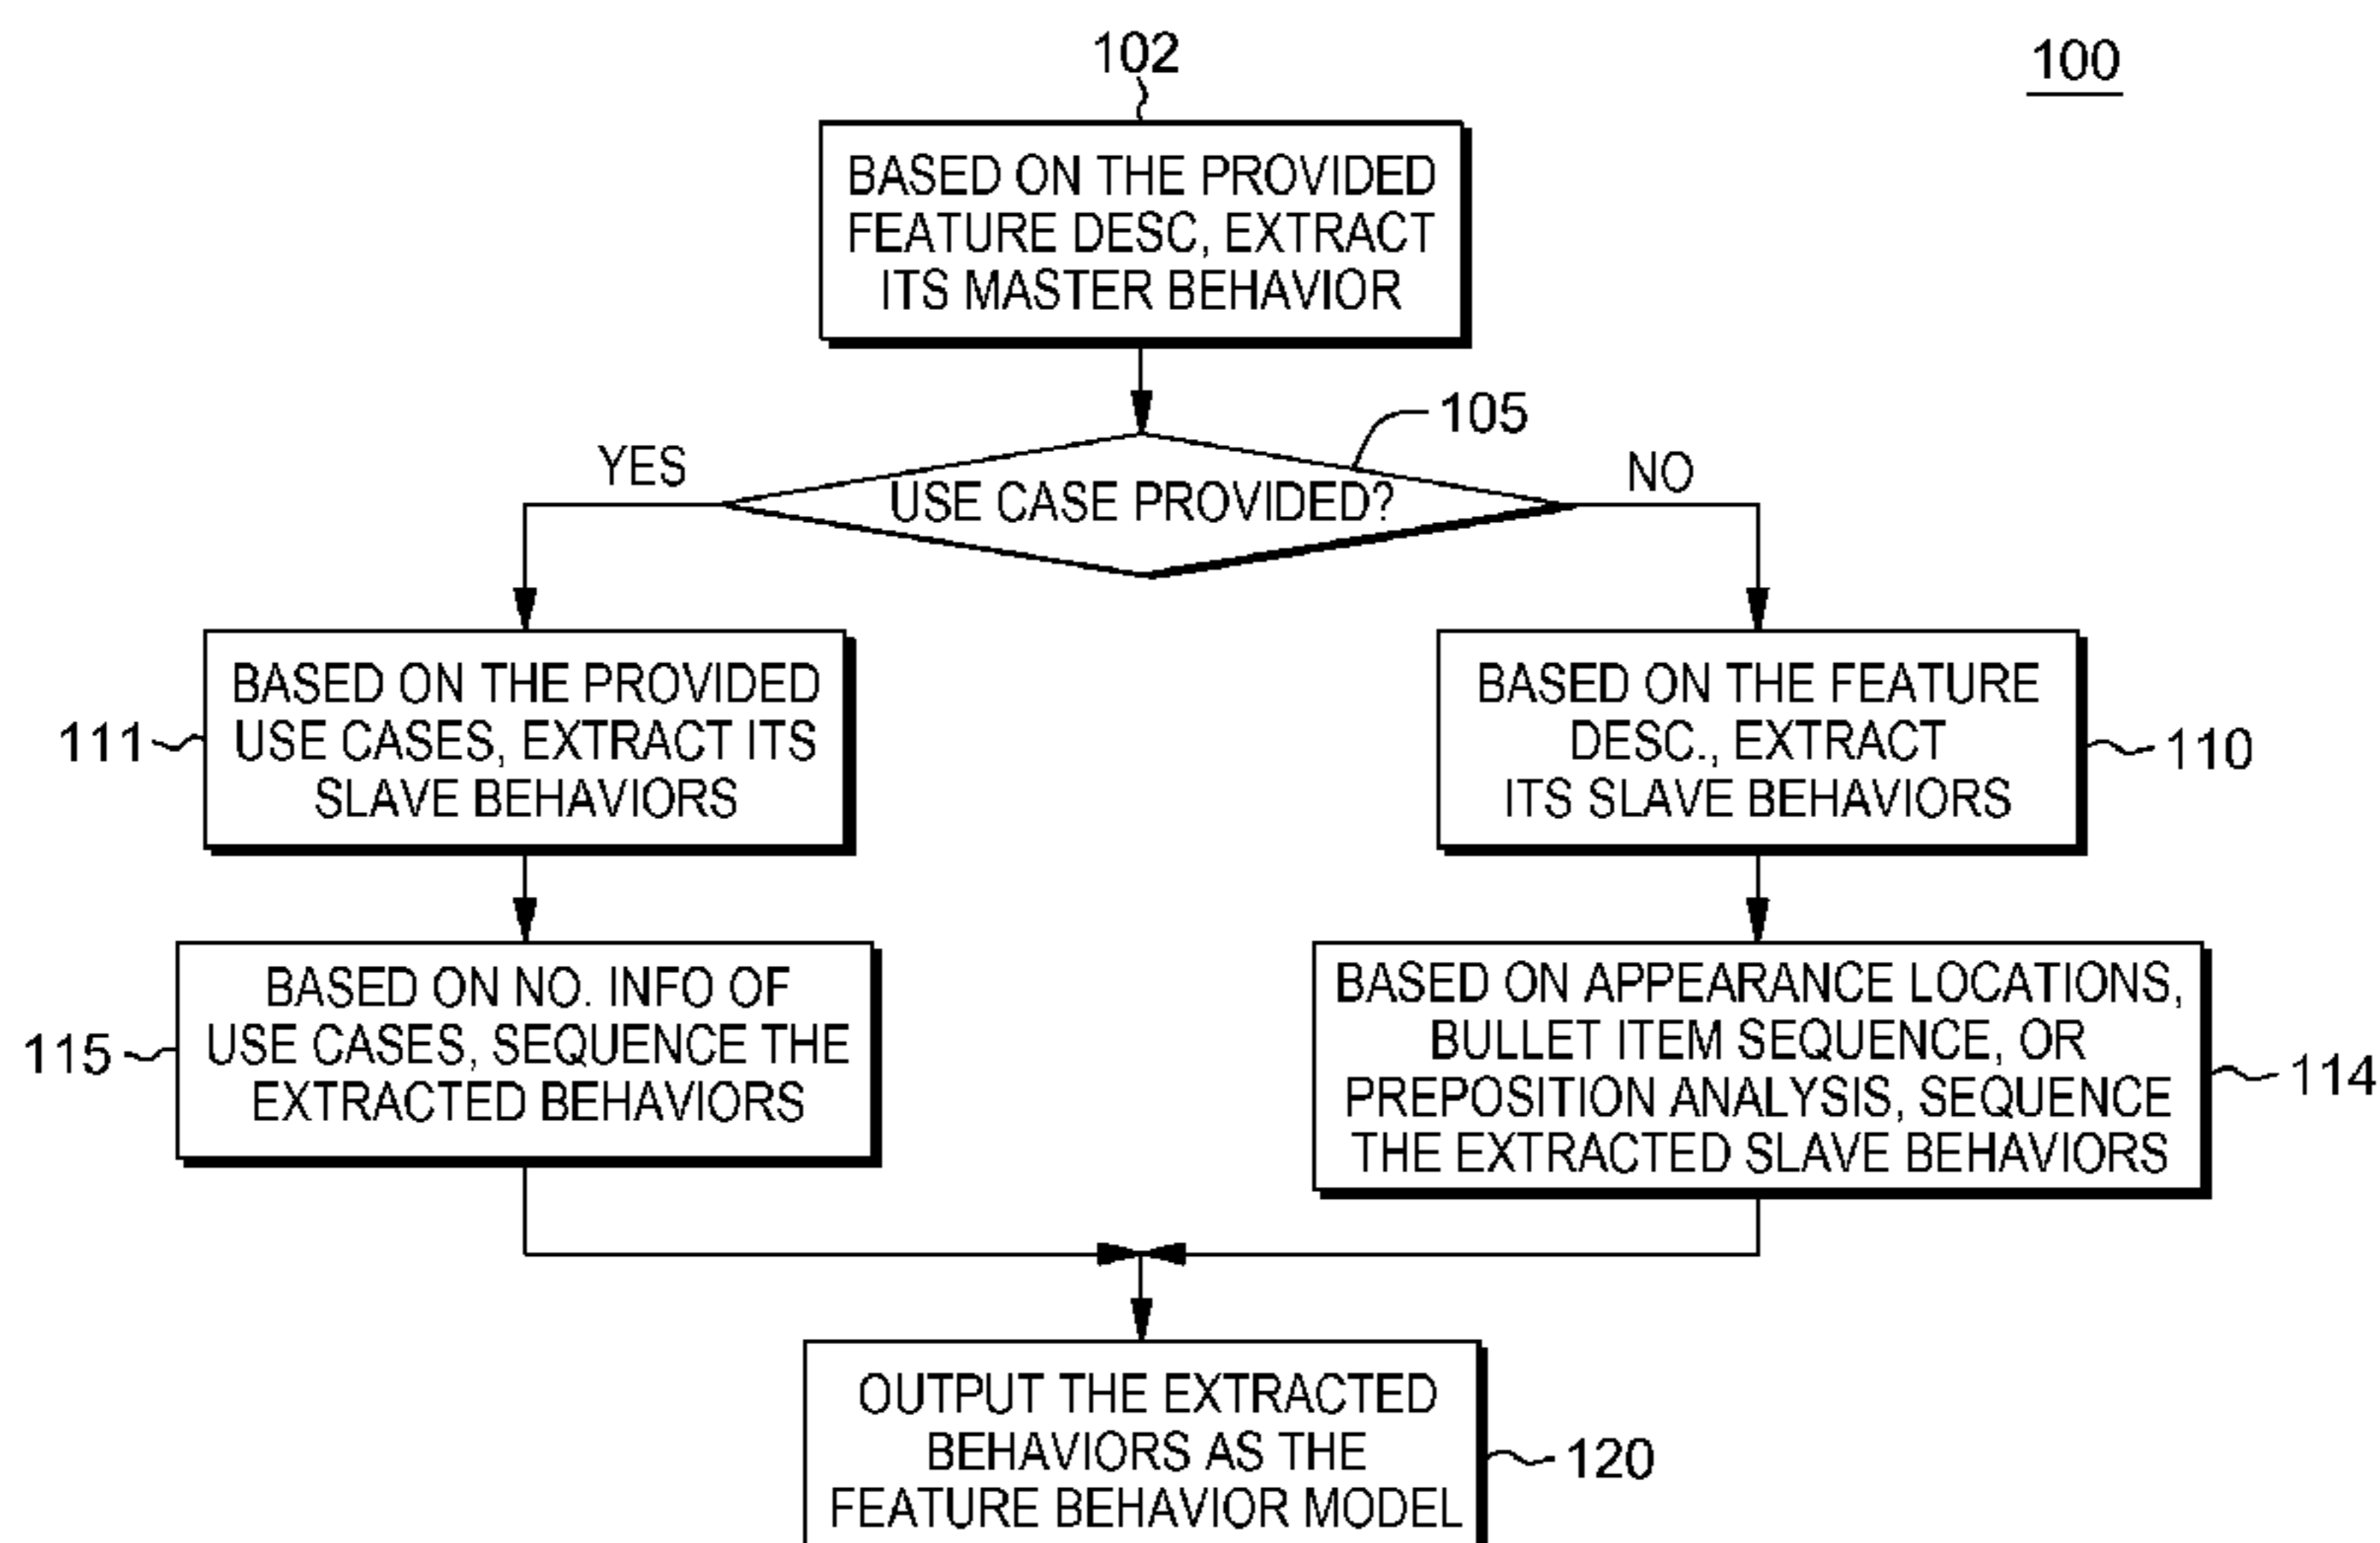 102
100
BASED ON THE PROVIDED
FEATURE DESC, EXTRACT
ITS MASTER BEHAVIOR
105
YES
NO
USE CASE PROVIDED?
111
BASED ON THE PROVIDED
USE CASES, EXTRACT ITS
SLAVE BEHAVIORS
BASED ON THE FEATURE
DESC., EXTRACT
ITS SLAVE BEHAVIORS
110
115
BASED ON NO. INFO OF
USE CASES, SEQUENCE THE
EXTRACTED BEHAVIORS
BASED ON APPEARANCE LOCATIONS,
BULLET ITEM SEQUENCE, OR
PREPOSITION ANALYSIS, SEQUENCE
THE EXTRACTED SLAVE BEHAVIORS
114
OUTPUT THE EXTRACTED
BEHAVIORS AS THE
FEATURE BEHAVIOR MODEL
120